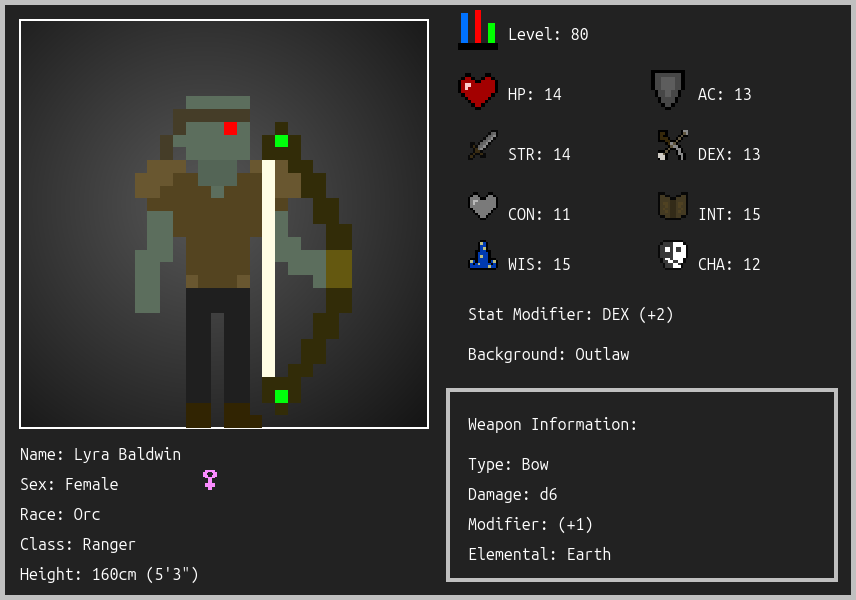 Level: 80
HP: 14
AC: 13
STR: 14
DEX: 13
CON: 11
INT: 15
WIS: 15
CHA: 12
Stat Modifier: DEX (+2)
Background: Outlaw
Weapon Information:
Type: Bow
Damage: d6
Modifier: (+1)
Elemental: Earth
Name: Lyra Baldwin
Sex: Female
Race: Orc
Class: Ranger
Height: 160cm (5'3")